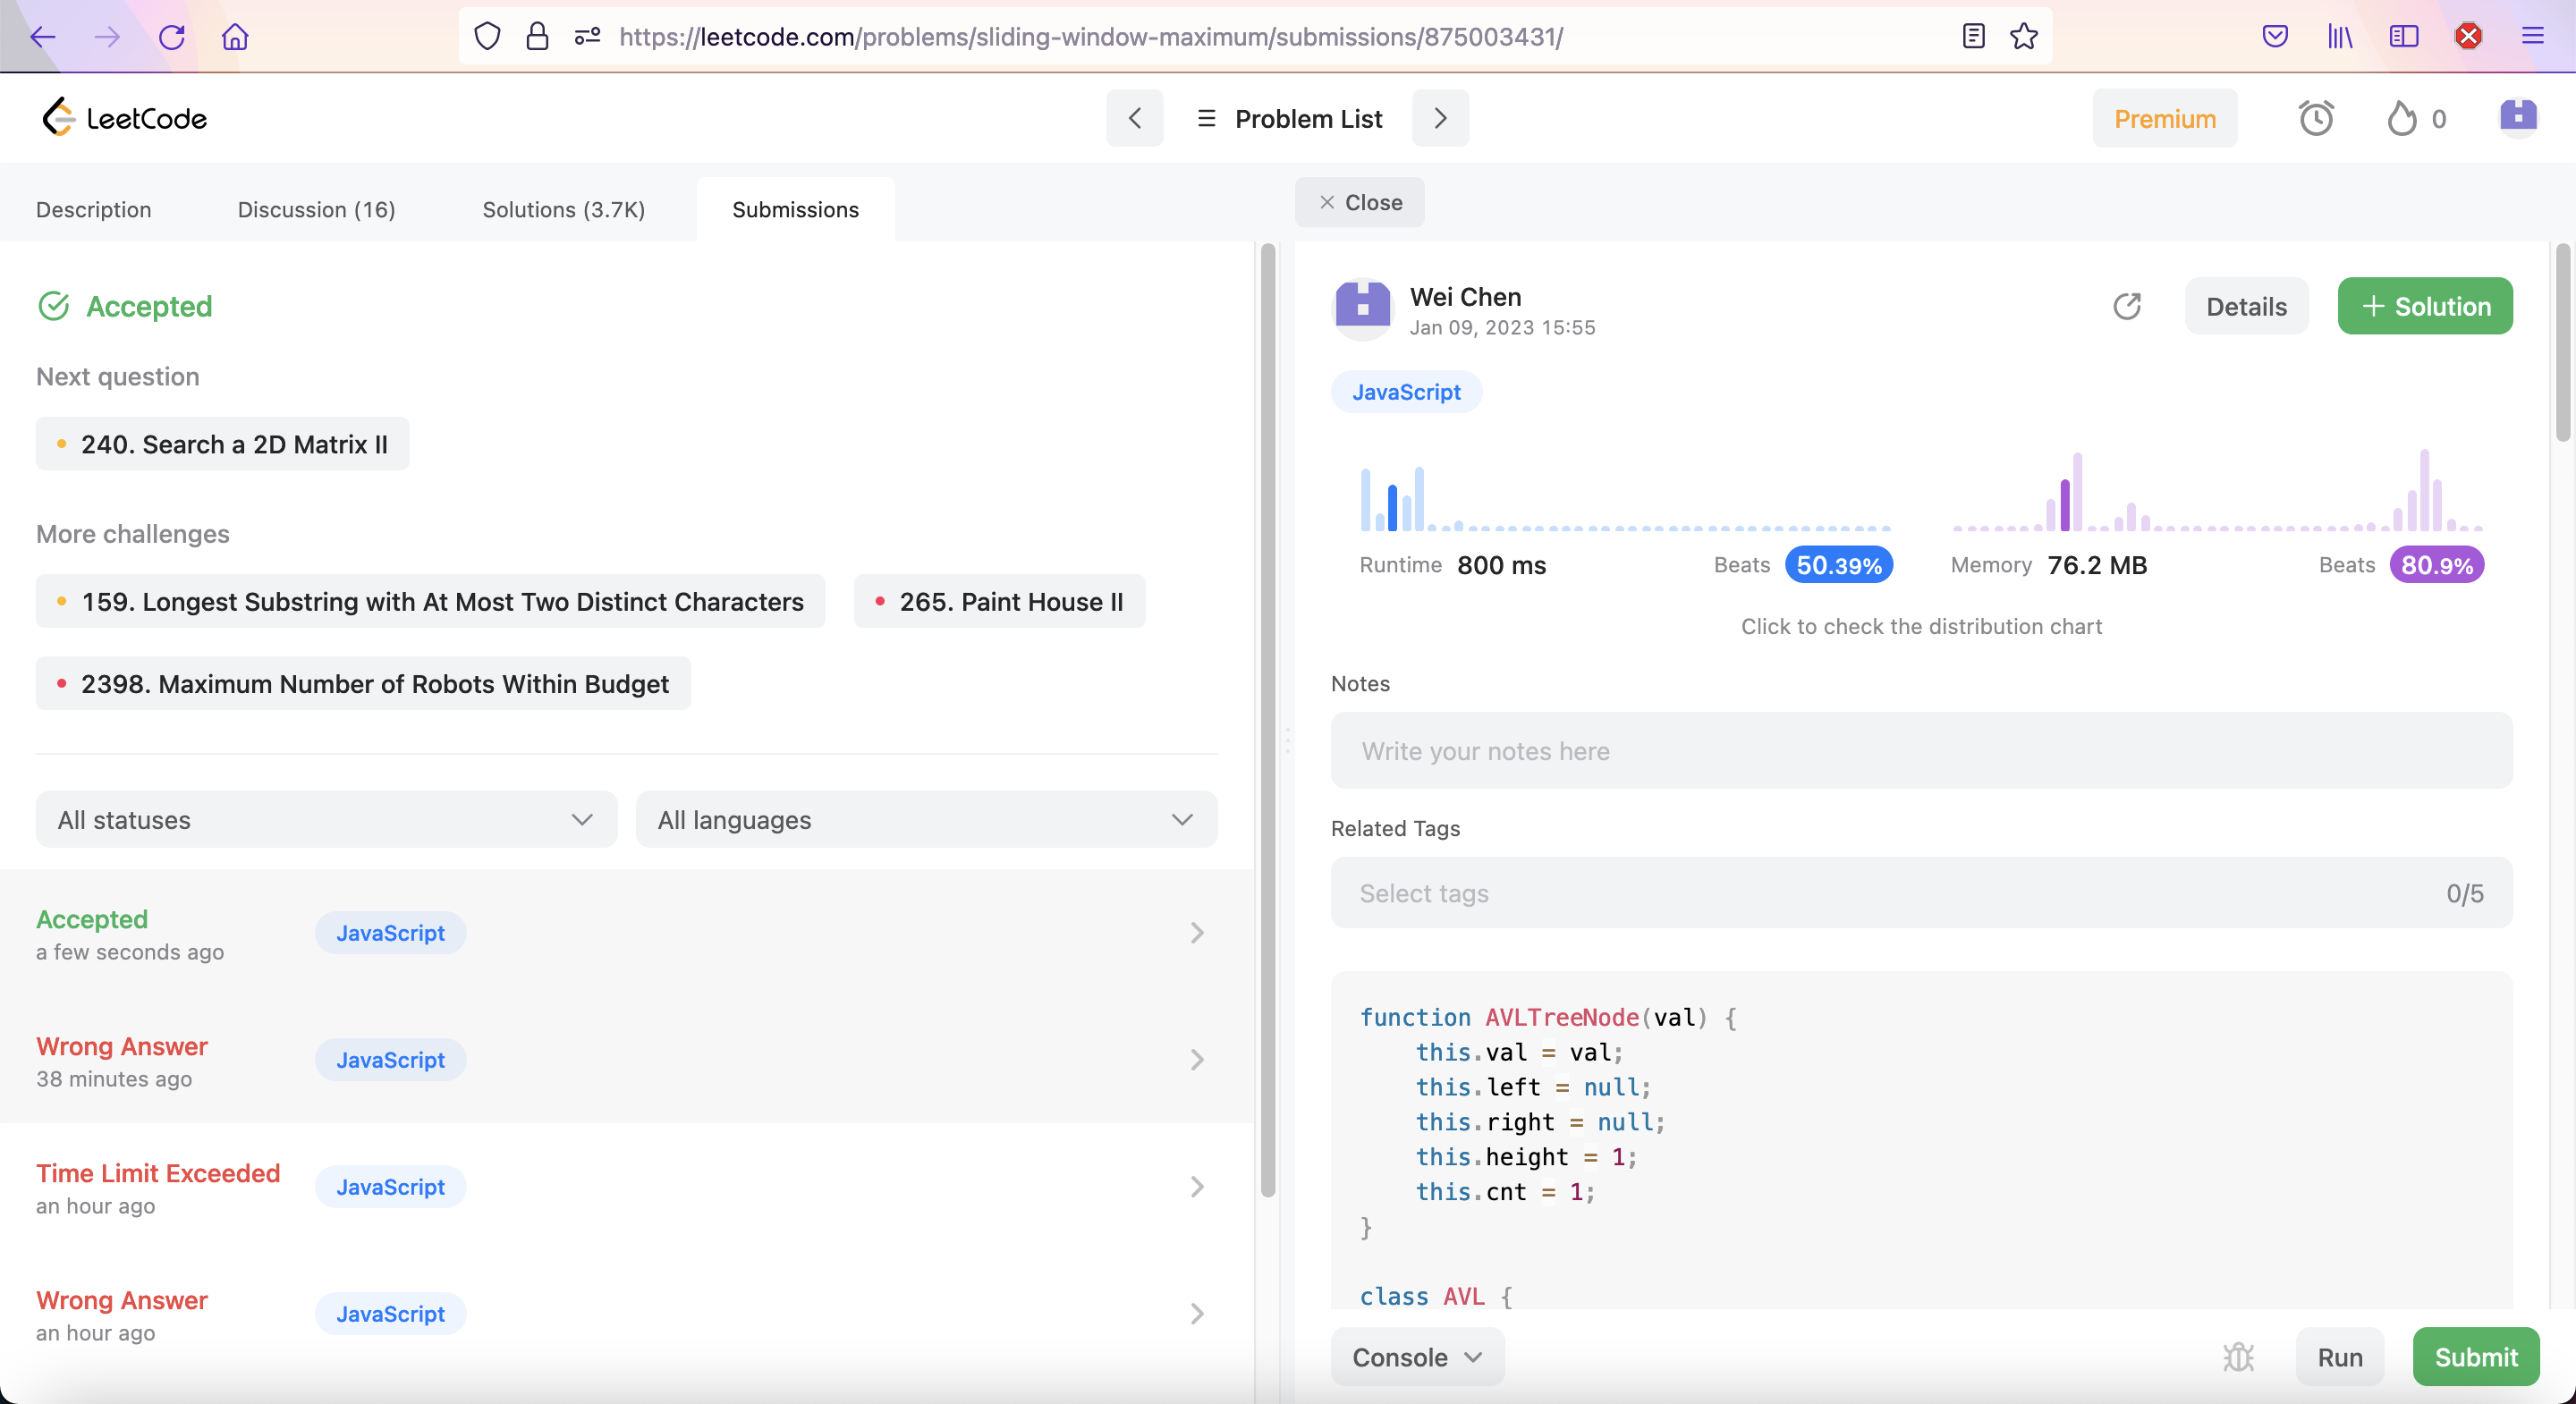 https://leetcode.com/problems/sliding-window-maximum/submissions/875003431/
LeetCode
Problem List
Premium
0
Description
Discussion (16)
Solutions (3.7K)
Submissions
Close
Accepted
Next question
240. Search a 2D Matrix II
More challenges
159. Longest Substring with At Most Two Distinct Characters
265. Paint House II
2398. Maximum Number of Robots Within Budget
All statuses
All languages
Accepted
a few seconds ago
JavaScript
Wrong Answer
38 minutes ago
JavaScript
Time Limit Exceeded
an hour ago
JavaScript
Wrong Answer
an hour ago
JavaScript
Wei Chen
Jan 09, 2023 15:55
Details
+ Solution
JavaScript
Runtime 800 ms
Beats 50.39%
Memory 76.2 MB
Beats 80.9%
Click to check the distribution chart
Notes
Write your notes here
Related Tags
Select tags
0/5
function AVLTreeNode(val) {
    this.val = val;
    this.left = null;
    this.right = null;
    this.height = 1;
    this.cnt = 1;
}
class AVL {
Console
Run
Submit